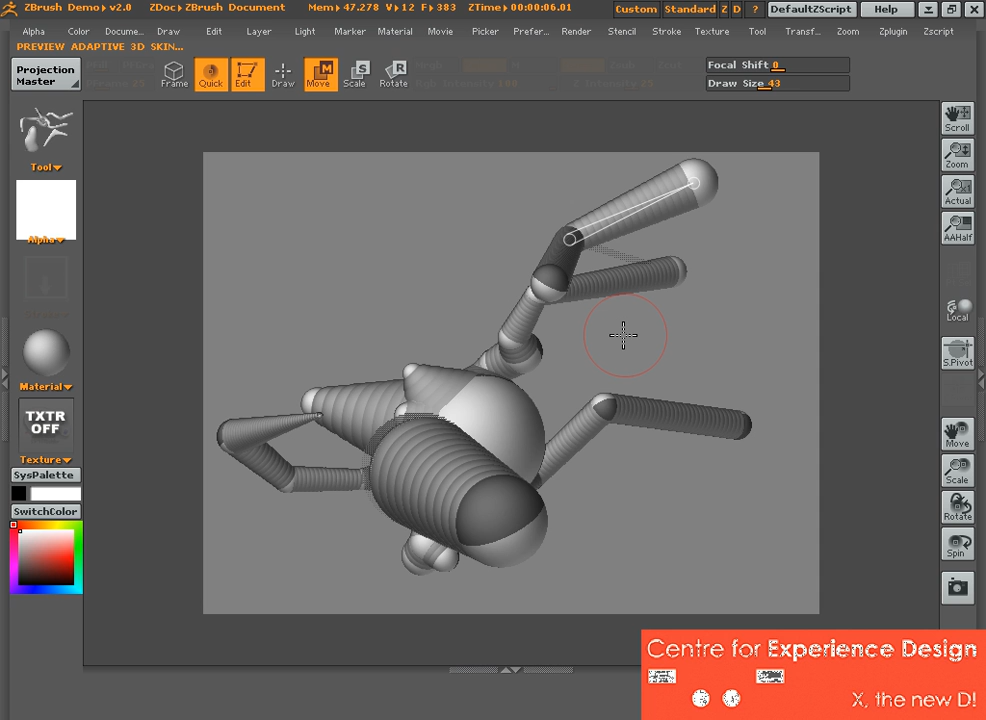 ZBrush Demo v2.0 ZDoc ZBrush Document Mem 47.278 V 12 F 383 ZTime 00:00:06.01 Custom Standard Z D ? DefaultZScript Help
Alpha Color Docume... Draw Edit Layer Light Marker Material Movie Picker Prefer... Render Stencil Stroke Texture Tool Transf... Zoom Zplugin Zscript
PREVIEW ADAPTIVE 3D SKIN...
Projection Master
Frame Quick Edit Draw Move Scale Rotate
Focal Shift 0
Draw Size 43
Tool
Alpha
Material
TXTR OFF
Texture
SysPalette
SwitchColor
Scroll
Zoom
Actual
AAHalf
Local
S.Pivot
Move
Scale
Rotate
Spin
Centre for Experience Design
X, the new D!